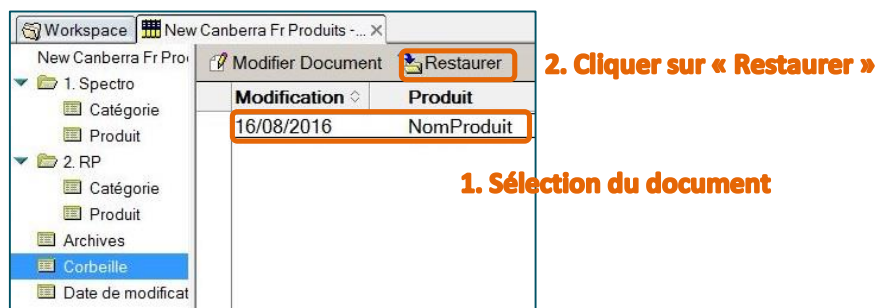 Workspace New Canberra Fr Produits -...
New Canberra Fr Pro
Modifier Document Restaurer
2. Cliquer sur « Restaurer »
1. Spectro
Modification Produit
Catégorie
16/08/2016 NomProduit
Produit
2. RP
Catégorie
1. Sélection du document
Produit
Archives
Corbeille
Date de modificat